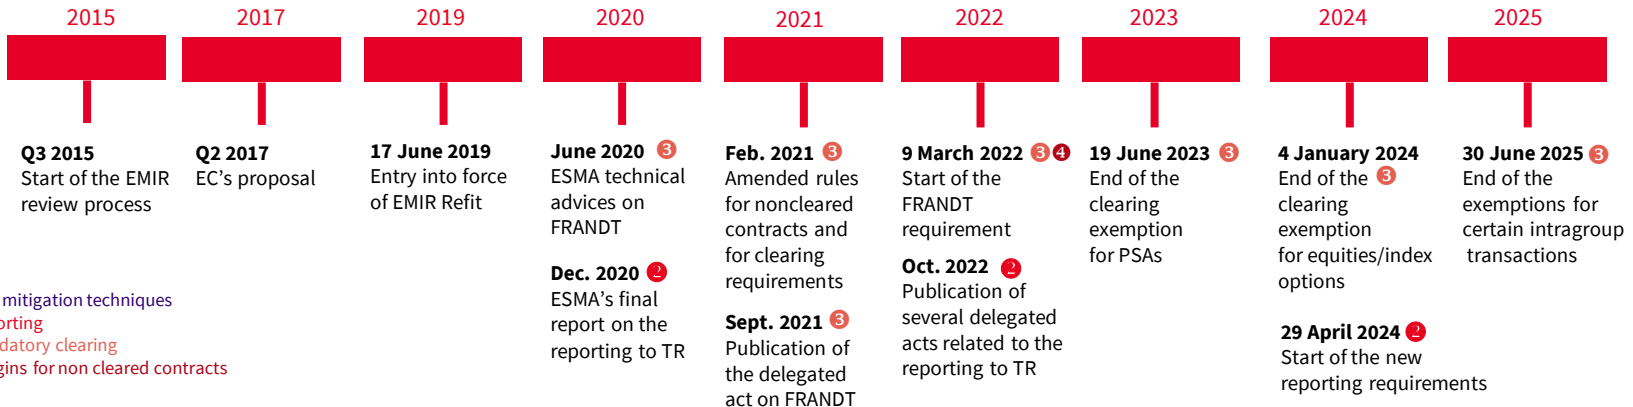 2015
2017
2019
2020
2021
2022
2023
2024
2025
Q3 2015
Start of the EMIR
review process
Q2 2017
EC's proposal
17 June 2019
Entry into force
of EMIR Refit
June 2020 3
ESMA technical
advices on
FRANDT
Dec. 2020 2
ESMA's final
report on the
reporting to TR
Feb. 2021 3
Amended rules
for noncleared
contracts and
for clearing
requirements
Sept. 2021 3
Publication of
the delegated
act on FRANDT
9 March 2022 3 4
Start of the
FRANDT
requirement
Oct. 2022 2
Publication of
several delegated
acts related to the
reporting to TR
19 June 2023 3
End of the
clearing
exemption
for PSAs
4 January 2024
End of the 3
clearing
exemption
for equities/index
options
29 April 2024 2
Start of the new
reporting requirements
30 June 2025 3
End of the
exemptions for
certain intragroup
transactions
mitigation techniques
orting
datory clearing
gins for non cleared contracts